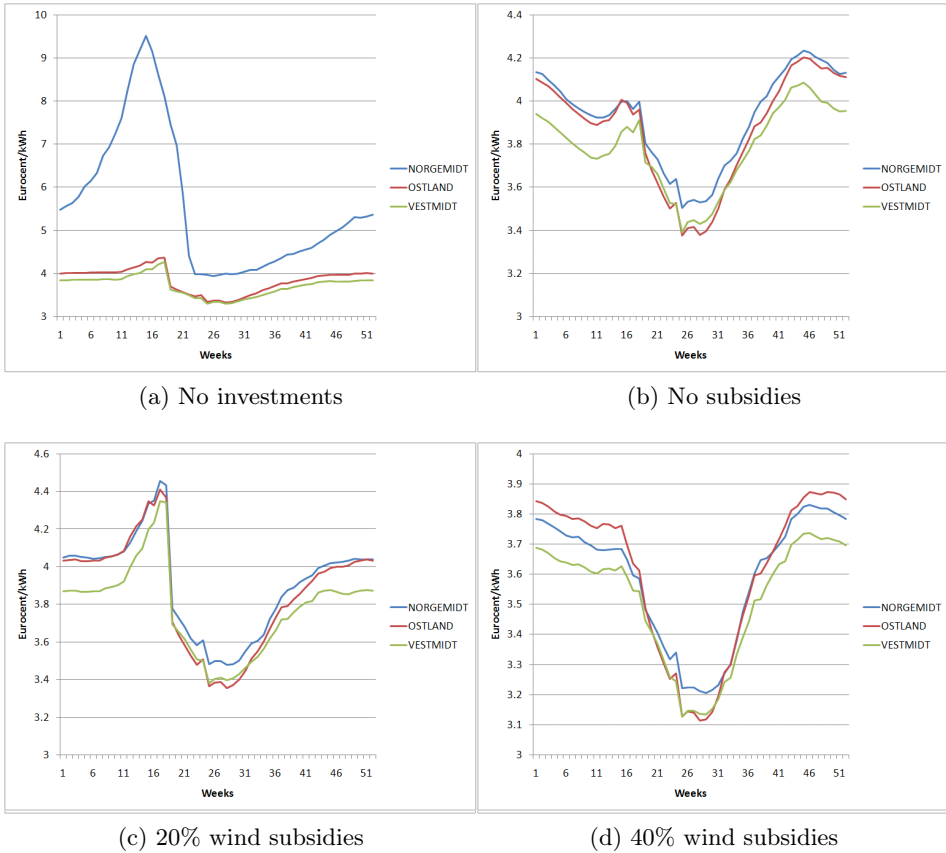 Eurocent/kWh
10
9
8
7
6
5
4
3
1 6 11 16 21 26 31 36 41 46 51
Weeks
NORGEMIDT
OSTLAND
VESTMIDT
(a) No investments
Eurocent/kWh
4.4
4.2
4
3.8
3.6
3.4
3.2
3
1 6 11 16 21 26 31 36 41 46 51
Weeks
NORGEMIDT
OSTLAND
VESTMIDT
(b) No subsidies
Eurocent/kWh
4.6
4.4
4.2
4
3.8
3.6
3.4
3.2
3
1 6 11 16 21 26 31 36 41 46 51
Weeks
NORGEMIDT
OSTLAND
VESTMIDT
(c) 20% wind subsidies
Eurocent/kWh
4
3.9
3.8
3.7
3.6
3.5
3.4
3.3
3.2
3.1
3
1 6 11 16 21 26 31 36 41 46 51
Weeks
NORGEMIDT
OSTLAND
VESTMIDT
(d) 40% wind subsidies